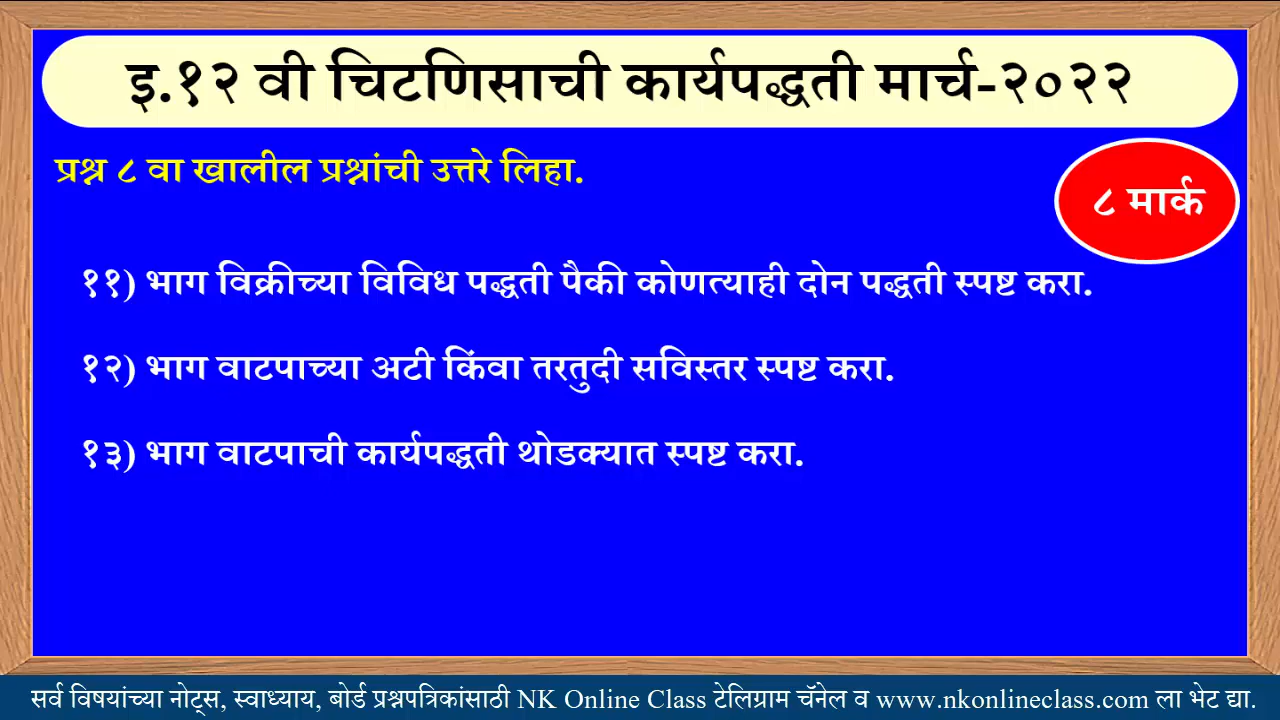 इ.१२ वी चिटणिसाची कार्यपद्धती मार्च-२०२२
प्रश्न ८ वा खालील प्रश्नांची उत्तरे लिहा.
८ मार्क
११) भाग विक्रीच्या विविध पद्धती पैकी कोणत्याही दोन पद्धती स्पष्ट करा.
१२) भाग वाटपाच्या अटी किंवा तरतुदी सविस्तर स्पष्ट करा.
१३) भाग वाटपाची कार्यपद्धती थोडक्यात स्पष्ट करा.
सर्व विषयांच्या नोट्स, स्वाध्याय, बोर्ड प्रश्नपत्रिकांसाठी NK Online Class टेलिग्राम चॅनेल व www.nkonlineclass.com ला भेट द्या.